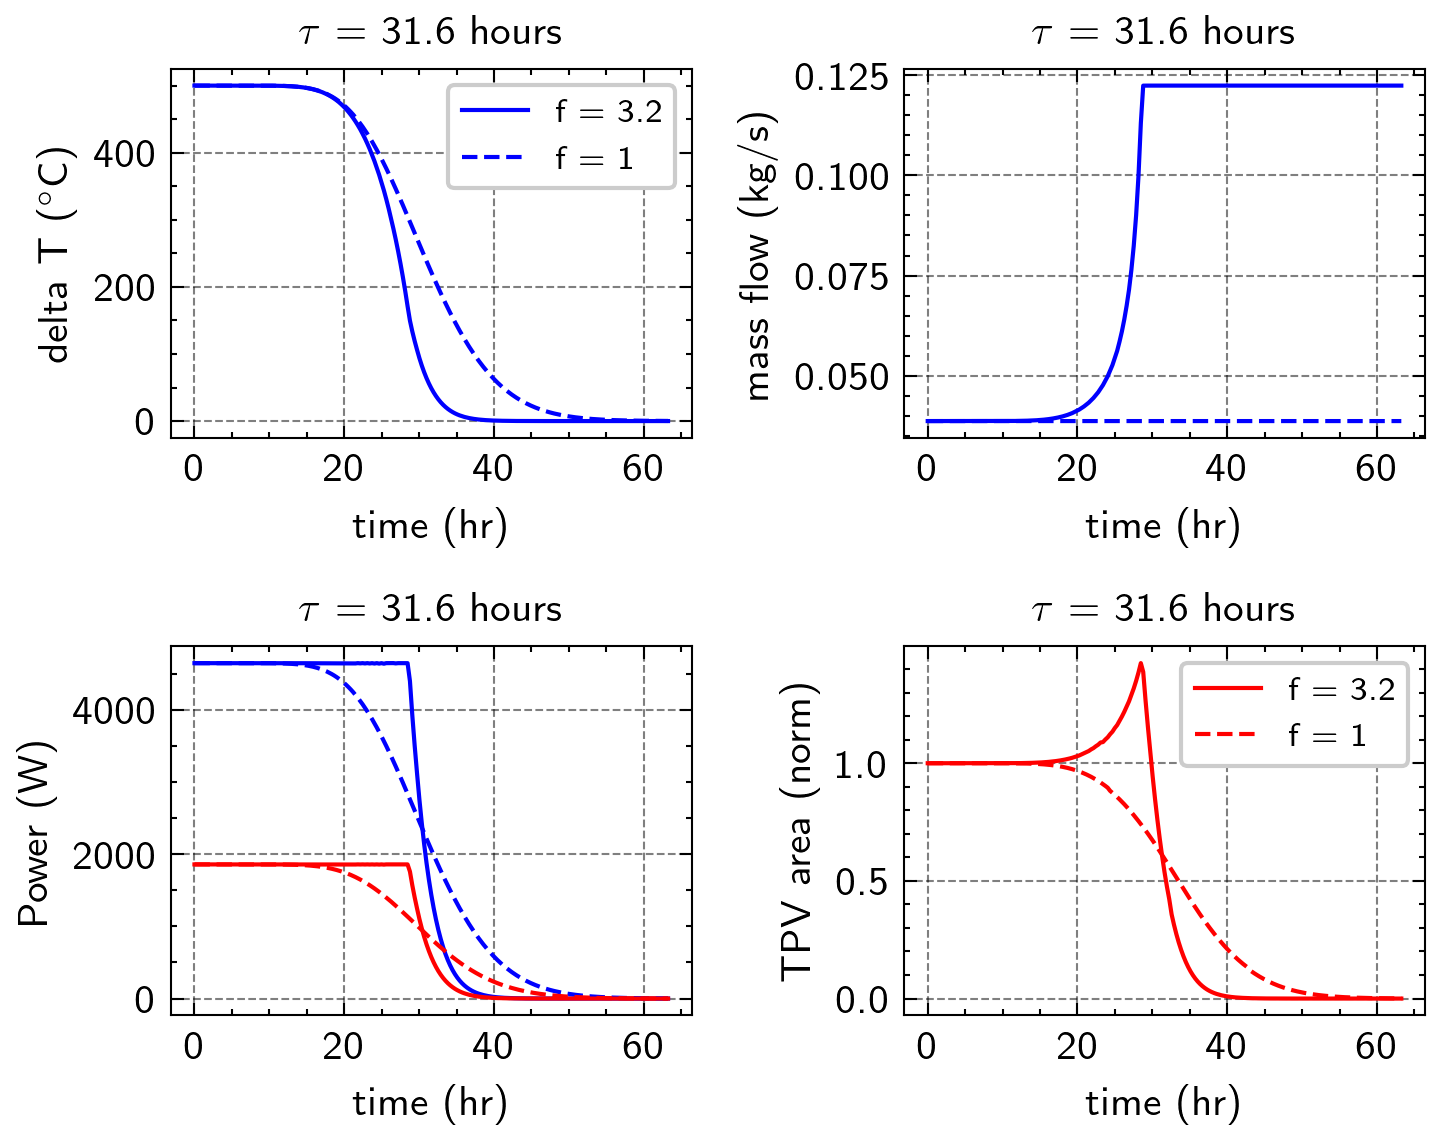 τ = 31.6 hours
delta T (°C)
400
200
0
f = 3.2
f = 1
0 20 40 60
time (hr)
τ = 31.6 hours
mass flow (kg/s)
0.125
0.100
0.075
0.050
0 20 40 60
time (hr)
τ = 31.6 hours
Power (W)
4000
2000
0
0 20 40 60
time (hr)
τ = 31.6 hours
TPV area (norm)
1.0
0.5
0.0
f = 3.2
f = 1
0 20 40 60
time (hr)